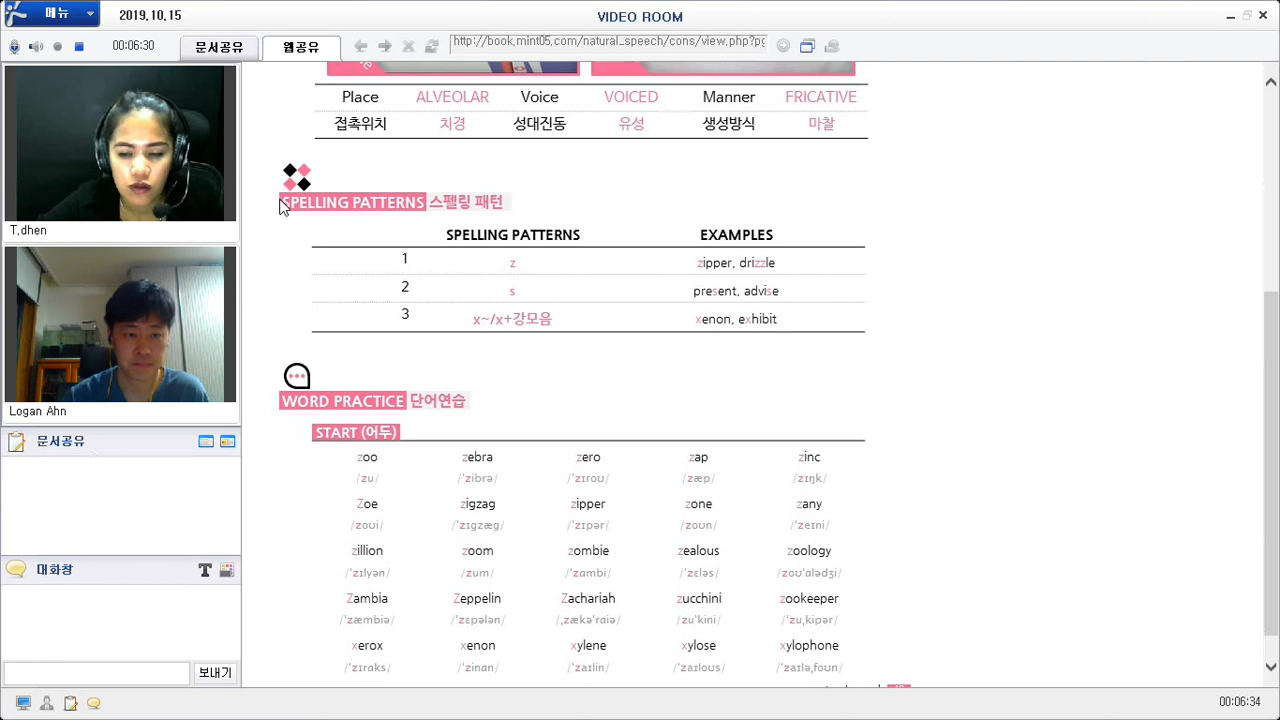 메뉴 2019.10.15 VIDEO ROOM
00:06:30 문서공유 웹공유 http://book.mint05.com/natural_speech/cons/view.php?pc
Place ALVEOLAR Voice VOICED Manner FRICATIVE
접촉위치 치경 성대진동 유성 생성방식 마찰
SPELLING PATTERNS 스펠링 패턴
T.dhen
SPELLING PATTERNS EXAMPLES
1 z zipper, drizzle
2 s present, advise
3 x~/x+강모음 xenon, exhibit
WORD PRACTICE 단어연습
Logan Ahn
START (어두)
문서공유
zoo zebra zero zap zinc
/zu/ /ˈzibrə/ /ˈzɪroʊ/ /zæp/ /zɪŋk/
Zoe zigzag zipper zone zany
/zoʊi/ /ˈzɪgzæg/ /ˈzɪpər/ /zoʊn/ /ˈzeɪni/
zillion zoom zombie zealous zoology
/ˈzɪlyən/ /zum/ /ˈzɑmbi/ /ˈzɛləs/ /zoʊˈɑlədʒi/
대화창
Zambia Zeppelin Zachariah zucchini zookeeper
/ˈzæmbiə/ /ˈzɛpələn/ /ˌzækəˈrɑiə/ /zuˈkini/ /ˈzuˌkipər/
xerox xenon xylene xylose xylophone
/ˈzɪraks/ /ˈzinɑn/ /ˈzaɪlin/ /ˈzaɪloʊs/ /ˈzaɪləˌfoʊn/
보내기
00:06:34